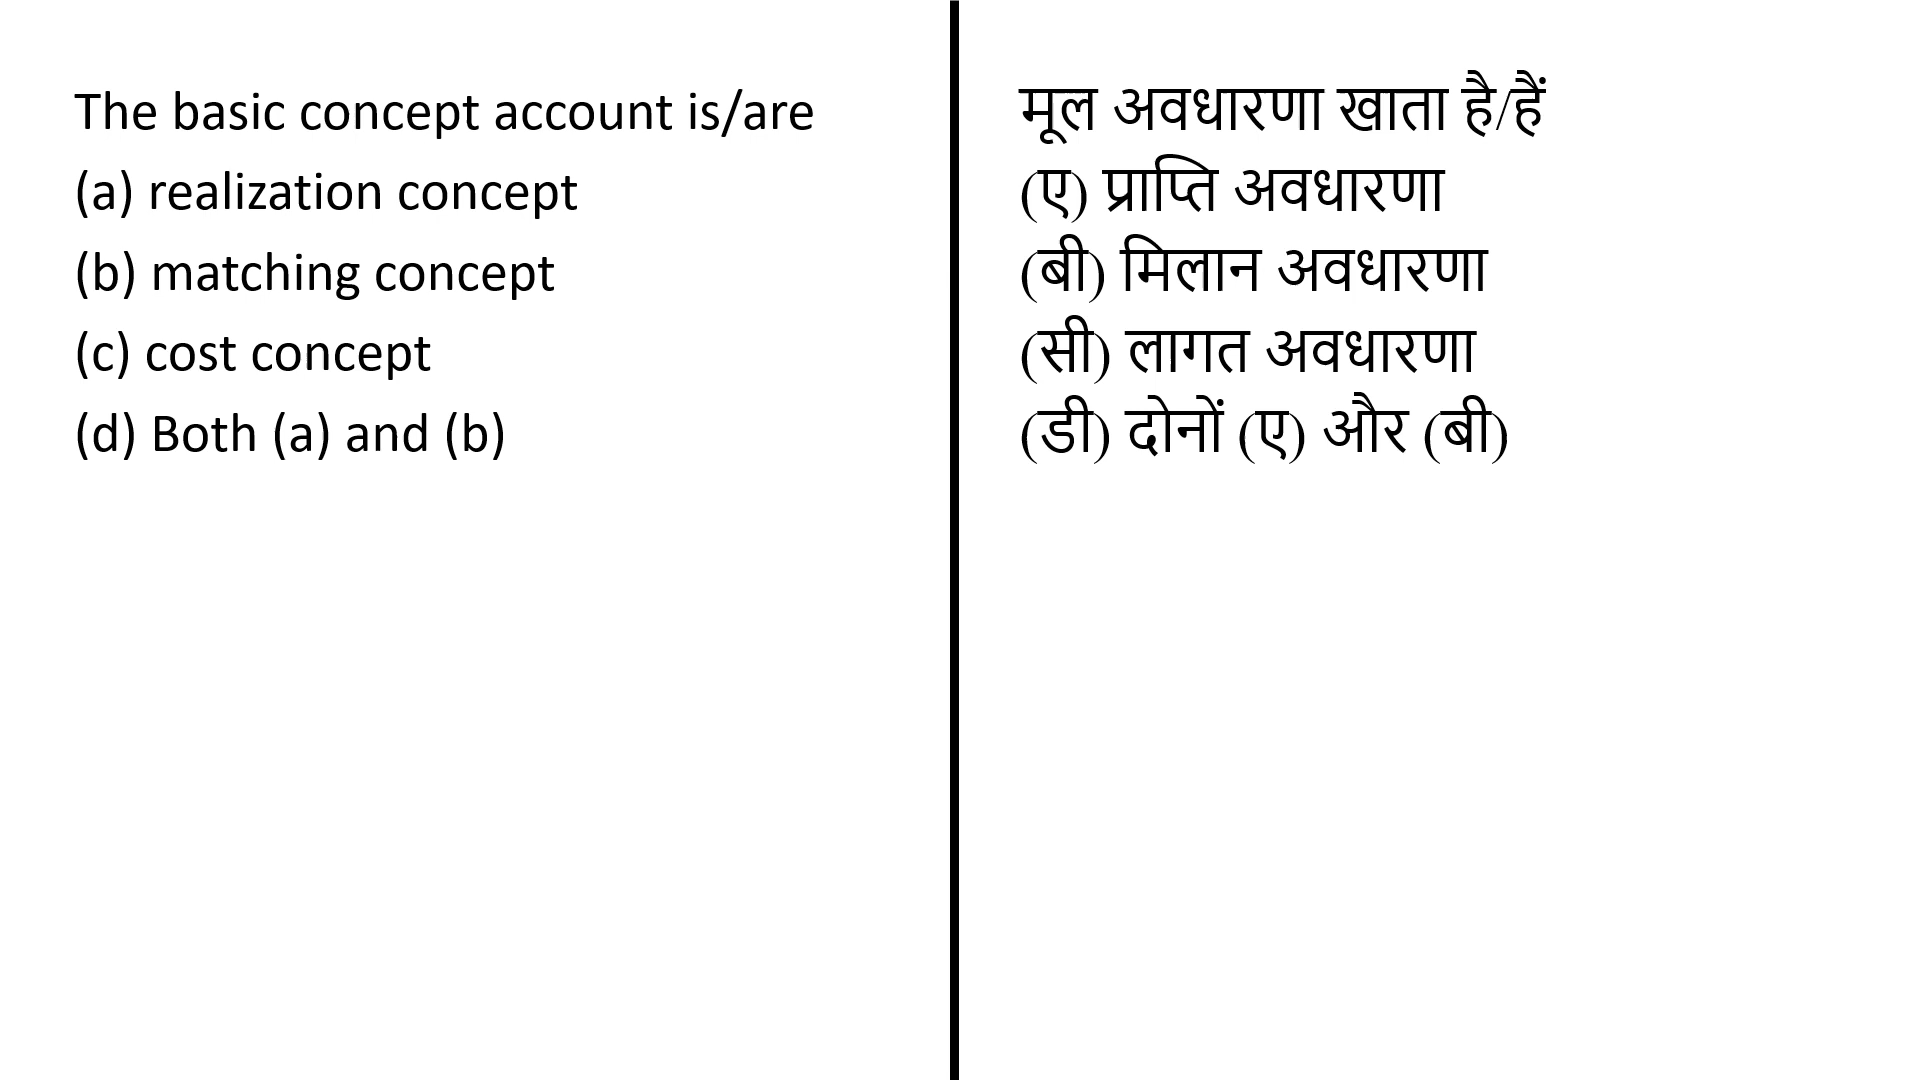 The basic concept account is/are
(a) realization concept
(b) matching concept
(c) cost concept
(d) Both (a) and (b)
मूल अवधारणा खाता है/हैं
(ए) प्राप्ति अवधारणा
(बी) मिलान अवधारणा
(सी) लागत अवधारणा
(डी) दोनों (ए) और (बी)